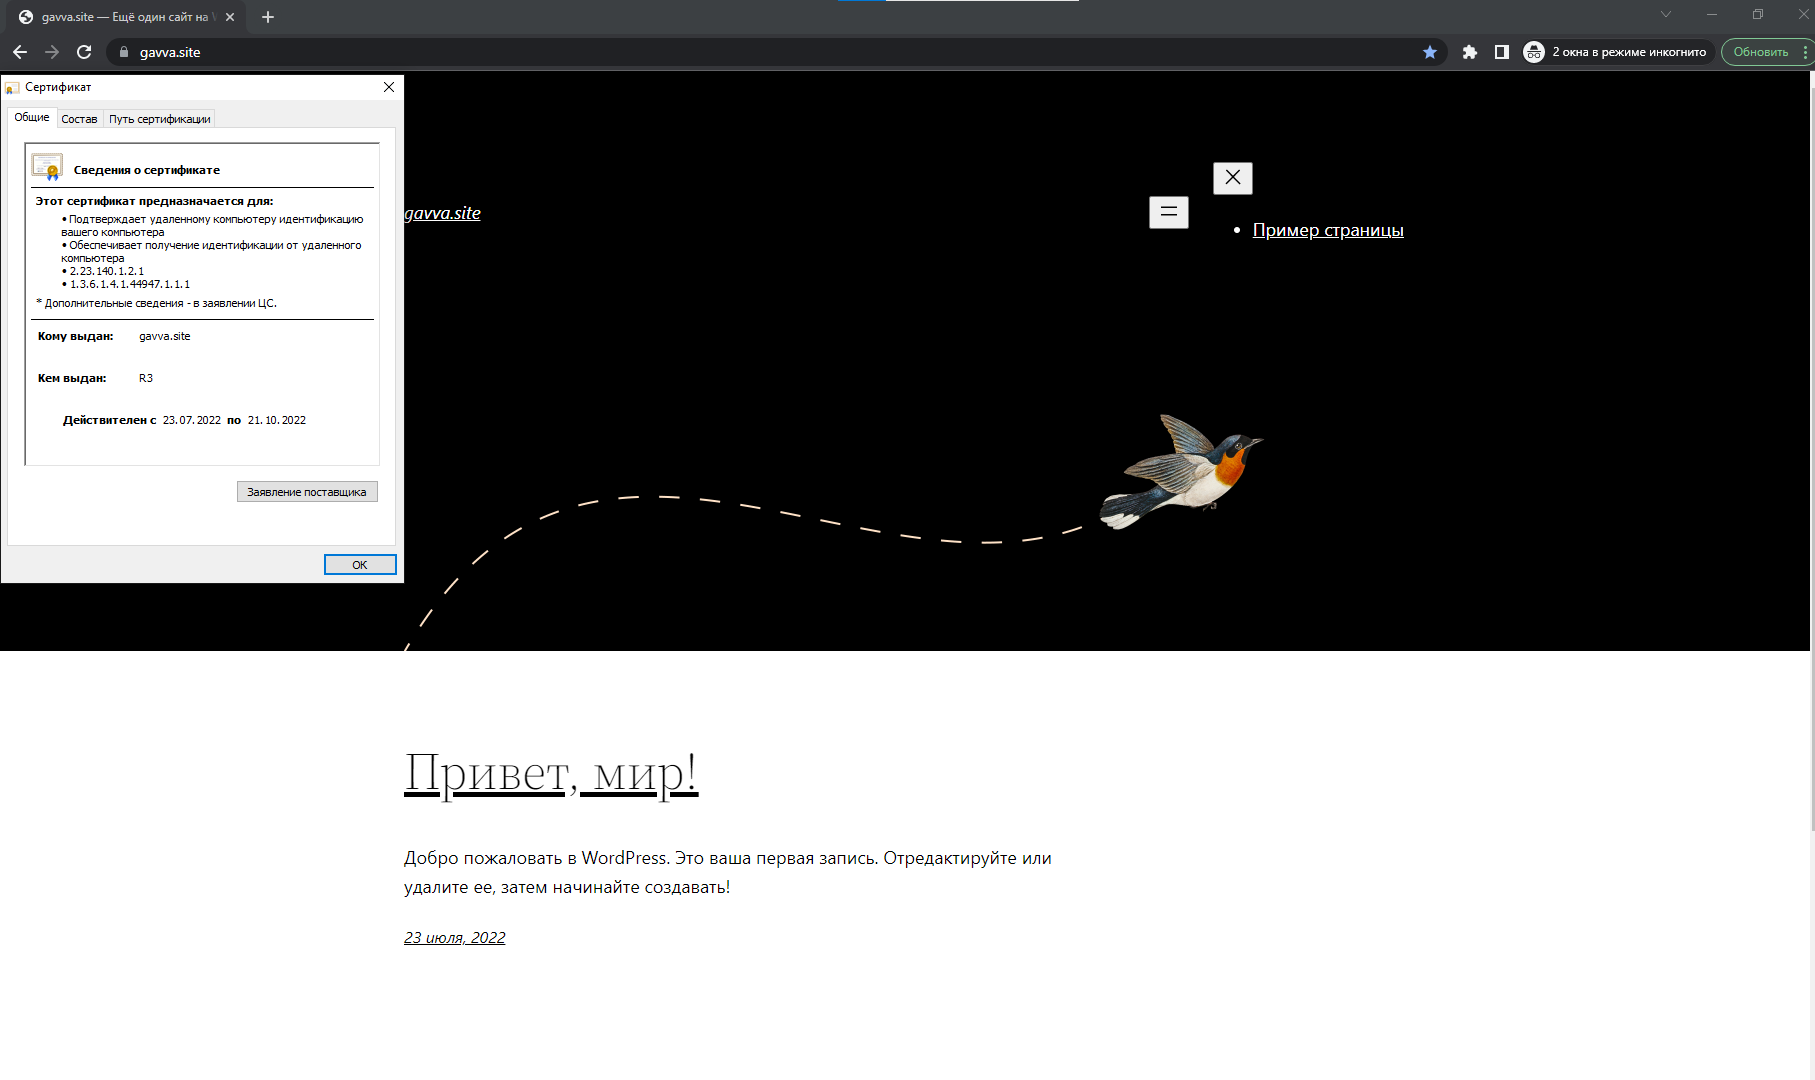 gavva.site — Ещё один сайт на
gavva.site
2 окна в режиме инкогнито
Обновить
Сертификат
Общие
Состав
Путь сертификации
Сведения о сертификате
Этот сертификат предназначается для:
• Подтверждает удаленному компьютеру идентификацию
вашего компьютера
• Обеспечивает получение идентификации от удаленного
компьютера
• 2.23.140.1.2.1
• 1.3.6.1.4.1.44947.1.1.1
* Дополнительные сведения - в заявлении ЦС.
Кому выдан: gavva.site
Кем выдан: R3
Действителен с 23.07.2022 по 21.10.2022
Заявление поставщика
ОК
gavva.site
• Пример страницы
Привет, мир!
Добро пожаловать в WordPress. Это ваша первая запись. Отредактируйте или
удалите ее, затем начинайте создавать!
23 июля, 2022